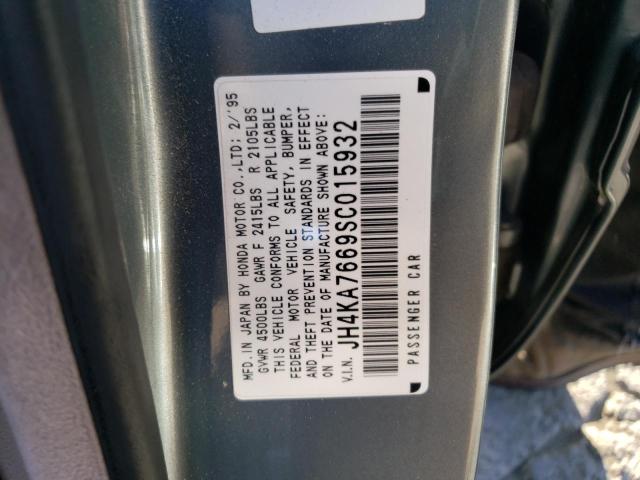 MFD.IN JAPAN BY HONDA MOTOR CO.,LTD; 2/'95
GVWR 4500LBS GAWR F 2415LBS R 2105LBS
THIS VEHICLE CONFORMS TO ALL APPLICABLE
FEDERAL MOTOR VEHICLE SAFETY, BUMPER,
AND THEFT PREVENTION STANDARDS IN EFFECT
ON THE DATE OF MANUFACTURE SHOWN ABOVE:
V.I.N. JH4KA7669SC015932
PASSENGER CAR